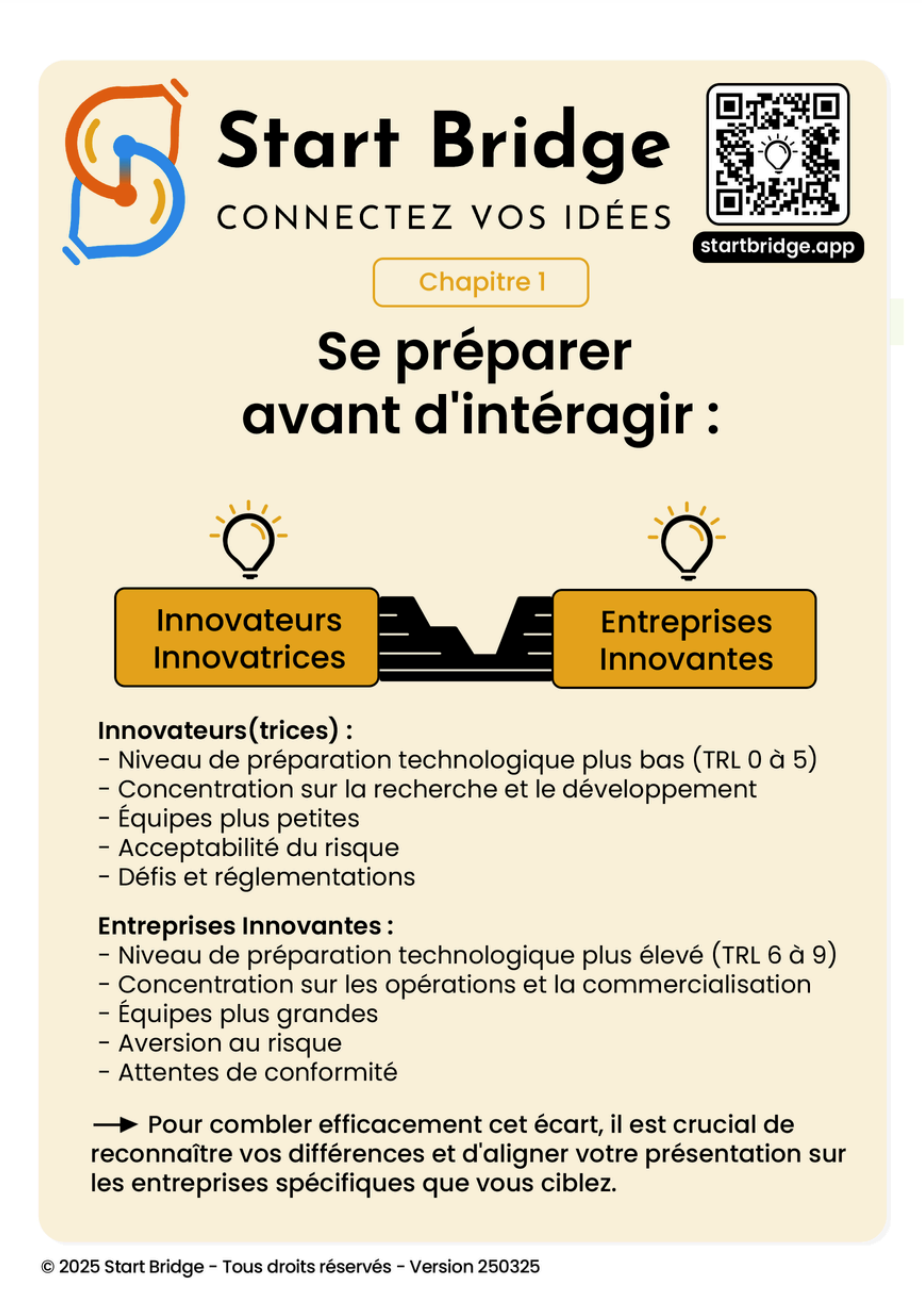 Start Bridge
CONNECTEZ VOS IDÉES
startbridge.app
Chapitre 1
Se préparer
avant d'intéragir :
Innovateurs
Innovatrices
Entreprises
Innovantes
Innovateurs(trices) :
- Niveau de préparation technologique plus bas (TRL 0 à 5)
- Concentration sur la recherche et le développement
- Équipes plus petites
- Acceptabilité du risque
- Défis et réglementations
Entreprises Innovantes :
- Niveau de préparation technologique plus élevé (TRL 6 à 9)
- Concentration sur les opérations et la commercialisation
- Équipes plus grandes
- Aversion au risque
- Attentes de conformité
→ Pour combler efficacement cet écart, il est crucial de
reconnaître vos différences et d'aligner votre présentation sur
les entreprises spécifiques que vous ciblez.
© 2025 Start Bridge - Tous droits réservés - Version 250325